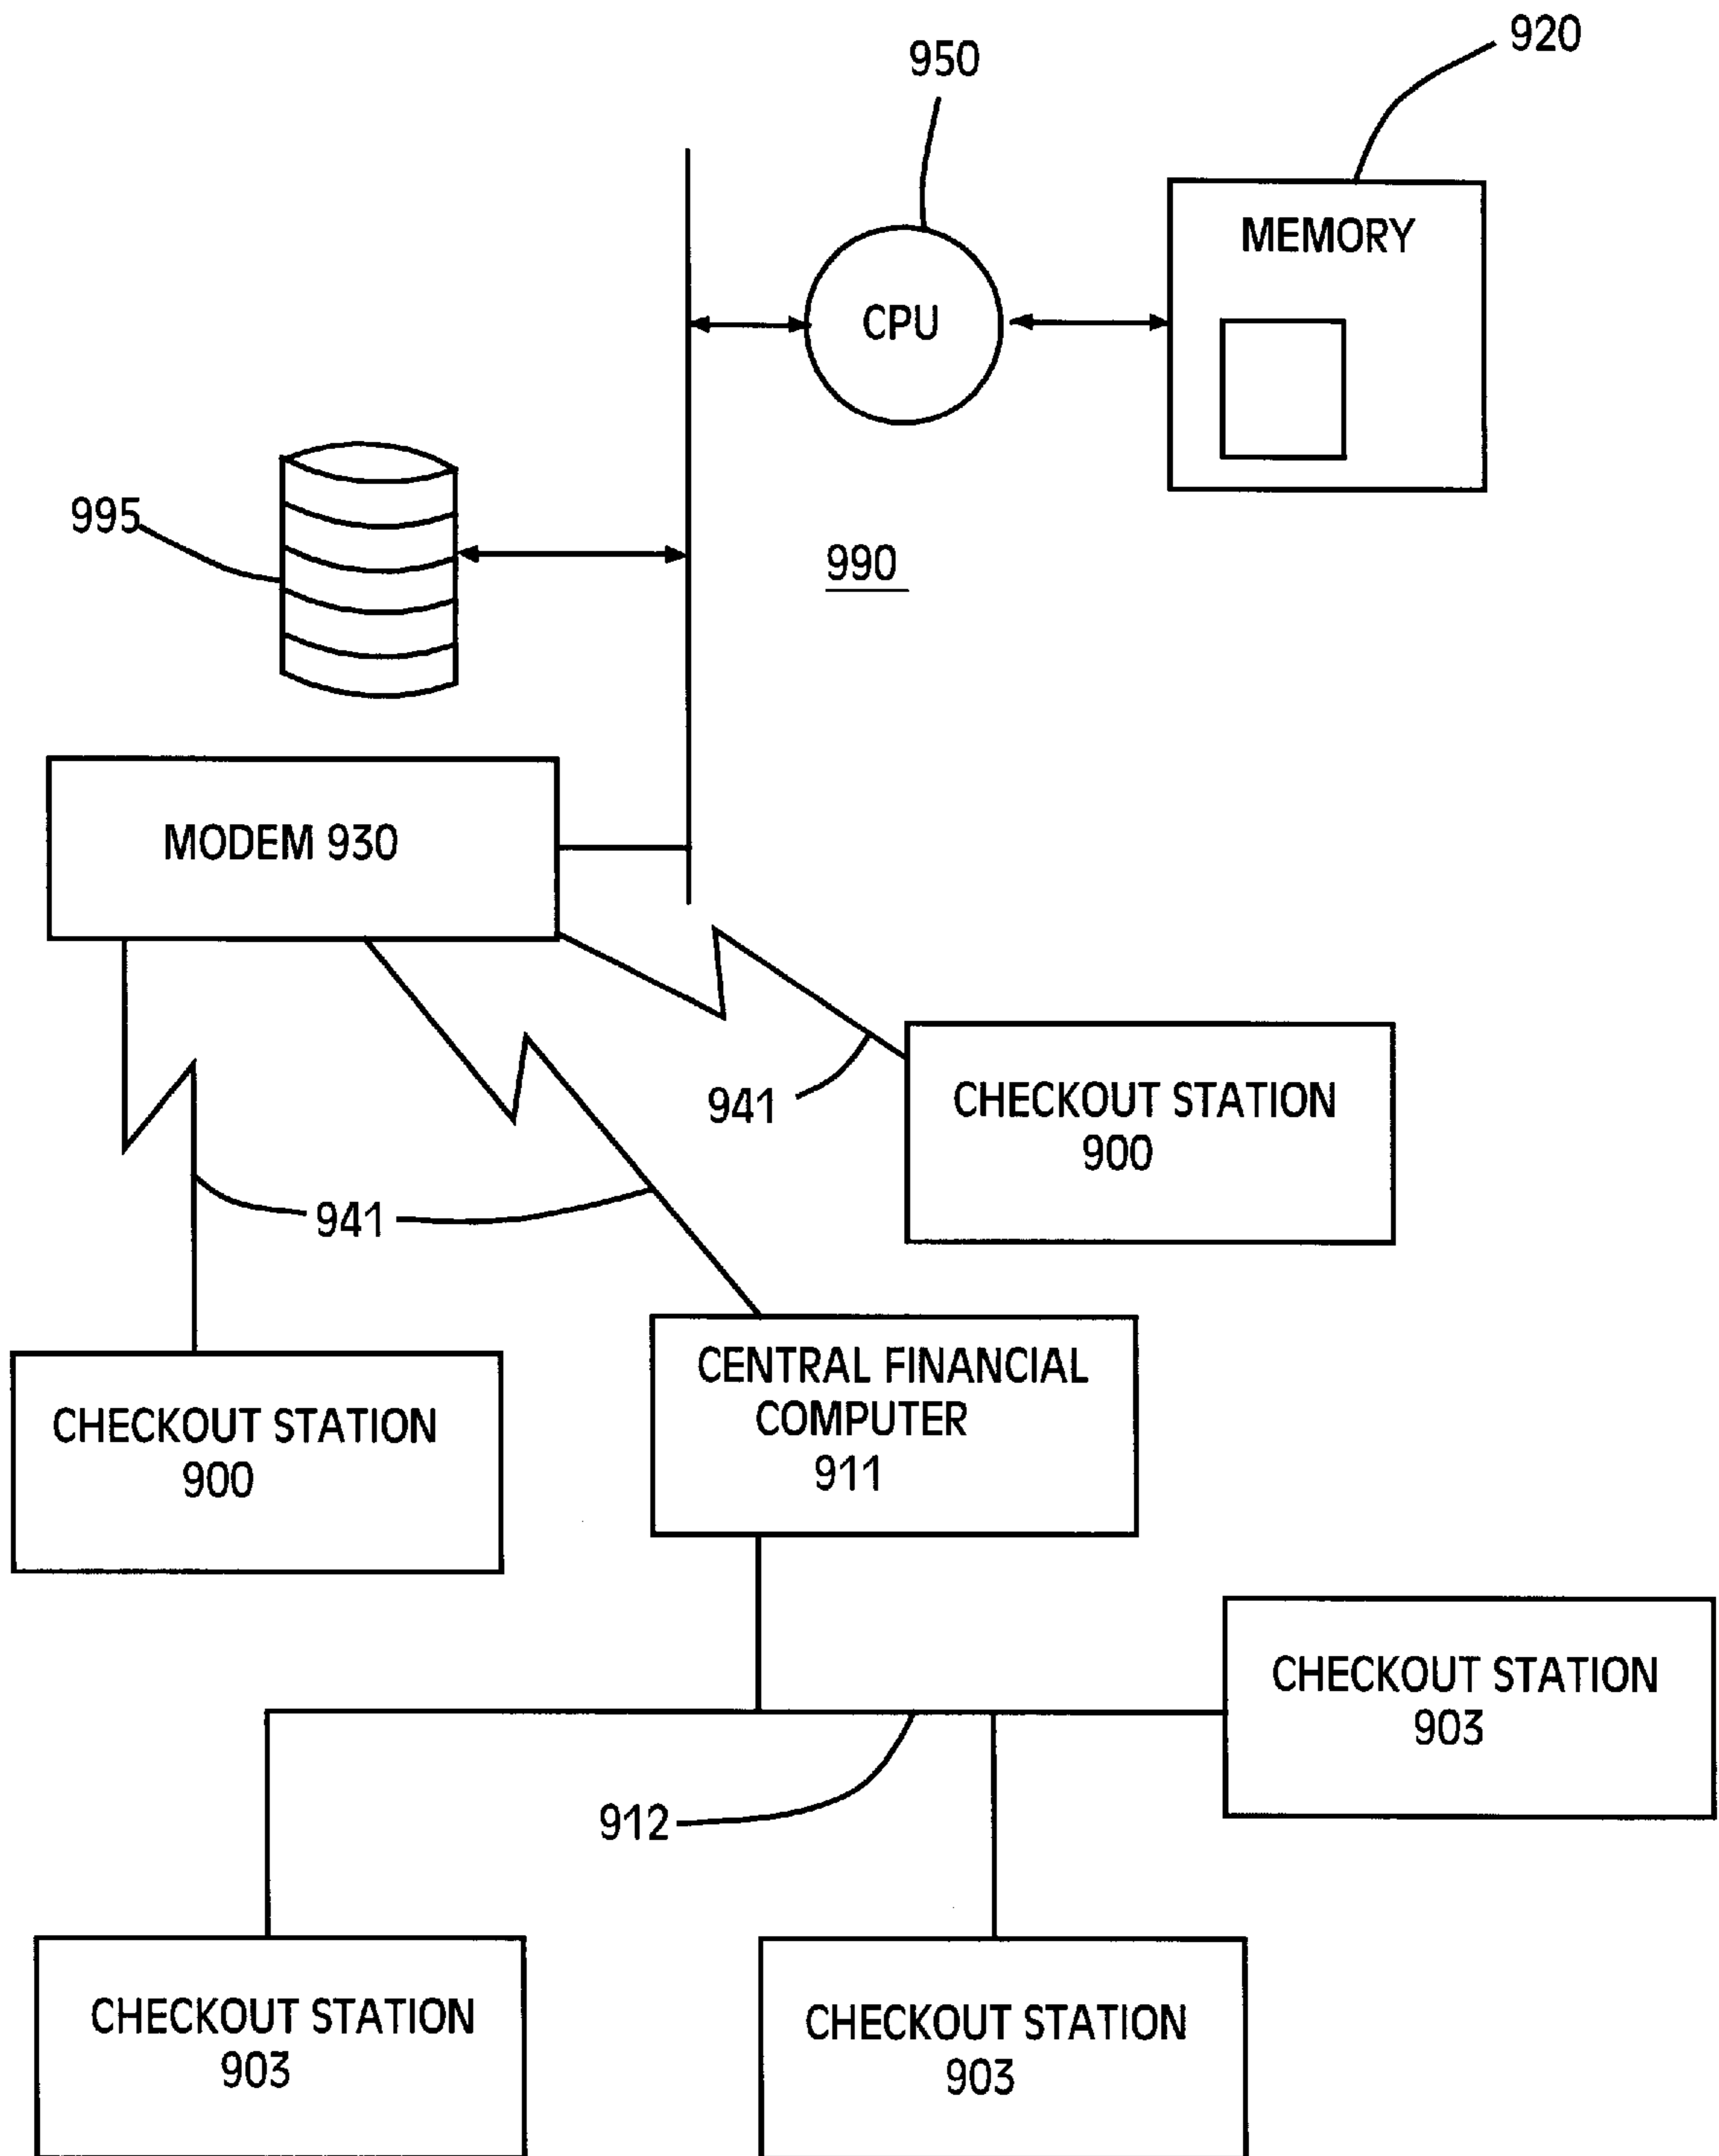 920
950
MEMORY
CPU
995
990
MODEM 930
941
CHECKOUT STATION
900
941
CENTRAL FINANCIAL
COMPUTER
911
CHECKOUT STATION
900
CHECKOUT STATION
903
912
CHECKOUT STATION
903
CHECKOUT STATION
903